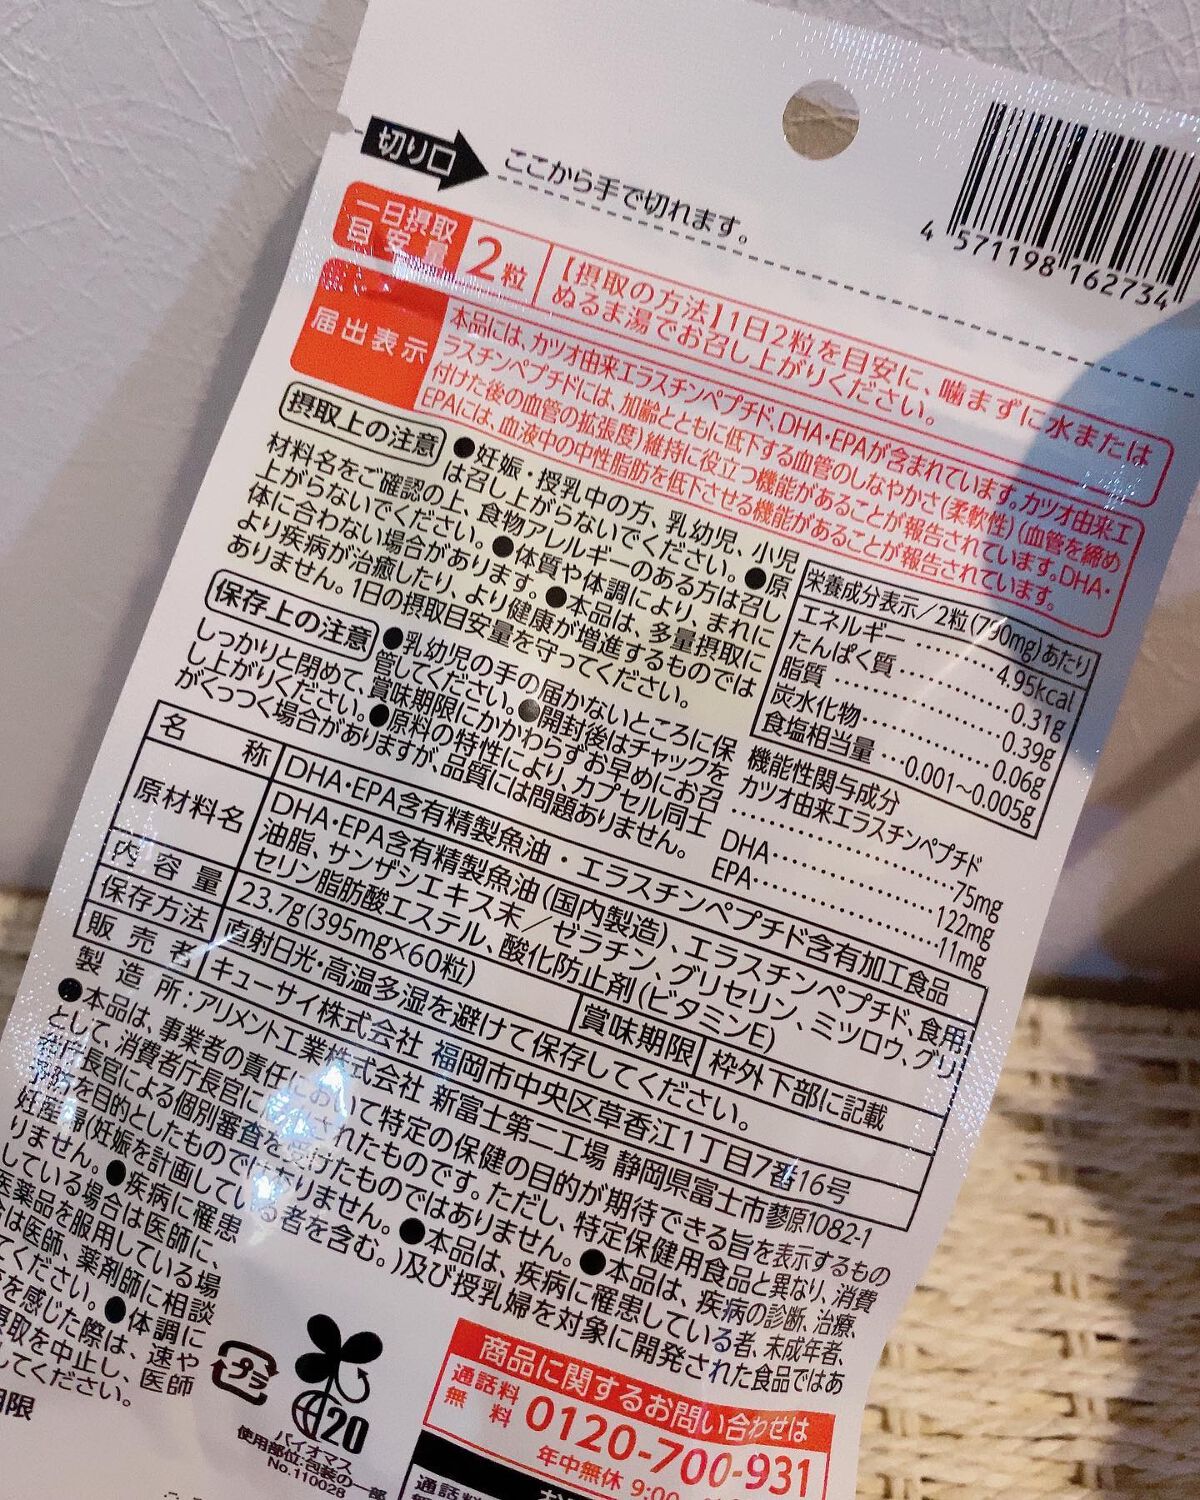 切り口
ここから手で切れます。
4 571198 162734
一日摂取
目安量
2粒
【摂取の方法】1日2粒を目安に、噛まずに水または
ぬるま湯でお召し上がりください。
届出表示
本品には、カツオ由来エラスチンペプチド、DHA・EPAが含まれています。カツオ由来エ
ラスチンペプチドには、加齢とともに低下する血管のしなやかさ(柔軟性)(血管を締め
付けた後の血管の拡張度)維持に役立つ機能があることが報告されています。DHA・
EPAには、血液中の中性脂肪を低下させる機能があることが報告されています。
摂取上の注意
●妊娠・授乳中の方、乳幼児、小児
は召し上がらないでください。●原
材料名をご確認の上、食物アレルギーのある方は召し
上がらないでください。●体質や体調により、まれに
体に合わない場合があります。●本品は、多量摂取に
より疾病が治癒したり、より健康が増進するものでは
ありません。1日の摂取目安量を守ってください。
保存上の注意
●乳幼児の手の届かないところに保
管してください。●開封後はチャックを
しっかりと閉めて、賞味期限にかかわらずお早めにお召
し上がりください。●原料の特性により、カプセル同士
がくっつく場合がありますが、品質には問題ありません。
栄養成分表示/2粒(790mg)あたり
エネルギー…………4.95kcal
たんぱく質…………0.31g
脂質…………0.39g
炭水化物…………0.06g
食塩相当量…0.001~0.005g
機能性関与成分
カツオ由来エラスチンペプチド
…………75mg
DHA…………122mg
EPA…………11mg
名称 DHA・EPA含有精製魚油・エラスチンペプチド含有加工食品
原材料名 DHA・EPA含有精製魚油(国内製造)、エラスチンペプチド、食用
油脂、サンザシエキス末/ゼラチン、グリセリン、ミツロウ、グリ
セリン脂肪酸エステル、酸化防止剤(ビタミンE)
内容量 23.7g(395mg×60粒) 賞味期限 枠外下部に記載
保存方法 直射日光・高温多湿を避けて保存してください。
販売者 キューサイ株式会社 福岡市中央区草香江1丁目7番16号
製造所:アリメント工業株式会社 新富士第二工場 静岡県富士市蓼原1082-1
●本品は、事業者の責任において特定の保健の目的が期待できる旨を表示するもの
として、消費者庁長官に届出されたものです。ただし、特定保健用食品と異なり、消費
者庁長官による個別審査を受けたものではありません。●本品は、疾病の診断、治療、
予防を目的としたものではありません。●本品は、疾病に罹患している者、未成年者、
妊産婦(妊娠を計画している者を含む。)及び授乳婦を対象に開発された食品ではあ
りません。●疾病に罹患
している場合は医師に、
医薬品を服用している場
合は医師、薬剤師に相談
てください。●体調に
を感じた際は、速や
摂取を中止し、医師
してください。
期限
プラ
20
バイオマス
使用部位:包装の一部
No.110028
商品に関するお問い合わせは
通話料
無料
0120-700-931
年中無休 9:00
通話料